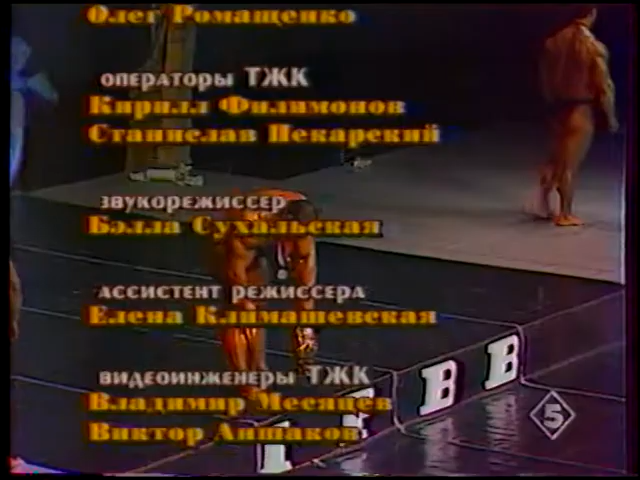 Олег Ромащенко
операторы ТЖК
Кирилл Филимонов
Станислав Пекарский
звукорежиссер
Бэлла Сухальская
ассистент режиссера
Елена Климашевская
видеоинженеры ТЖК
Владимир Месяцев
Виктор Аншаков
I F B B
5